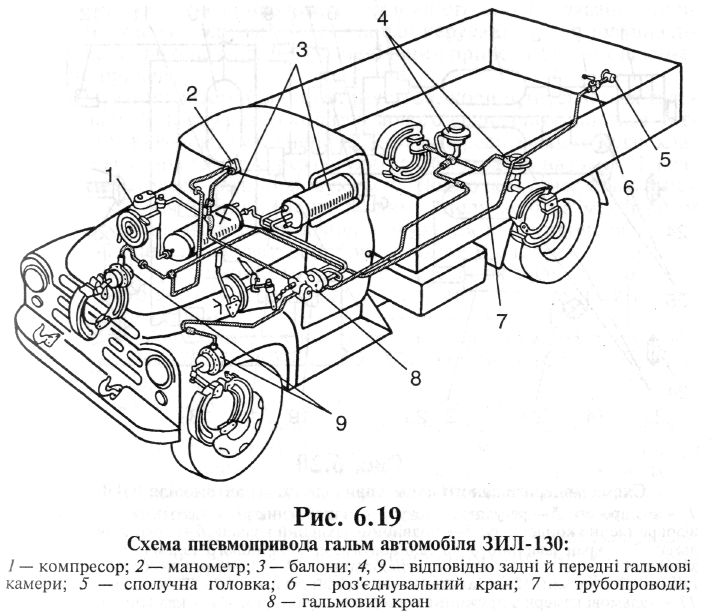 4
3
2
1
5
6
7
8
9
Рис. 6.19
Схема пневмопривода гальм автомобіля ЗИЛ-130:
1 — компресор; 2 — манометр; 3 — балони; 4, 9 — відповідно задні й передні гальмові
камери; 5 — сполучна головка; 6 — роз'єднувальний кран; 7 — трубопроводи;
8 — гальмовий кран